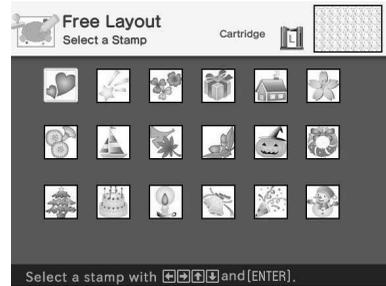 Free Layout
Select a Stamp
Cartridge
L
Select a stamp with ←→↑↓ and [ENTER].